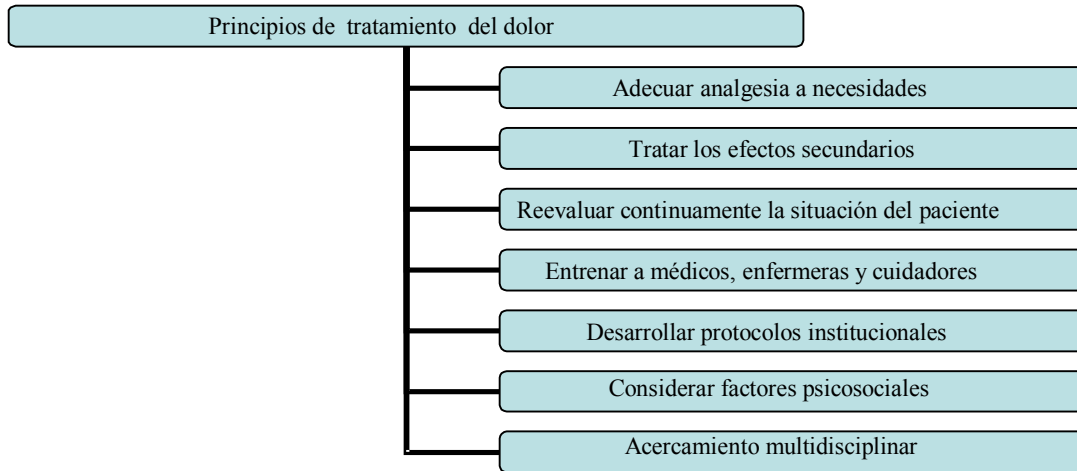 Principios de tratamiento del dolor
Adecuar analgesia a necesidades
Tratar los efectos secundarios
Reevaluar continuamente la situación del paciente
Entrenar a médicos, enfermeras y cuidadores
Desarrollar protocolos institucionales
Considerar factores psicosociales
Acercamiento multidisciplinar